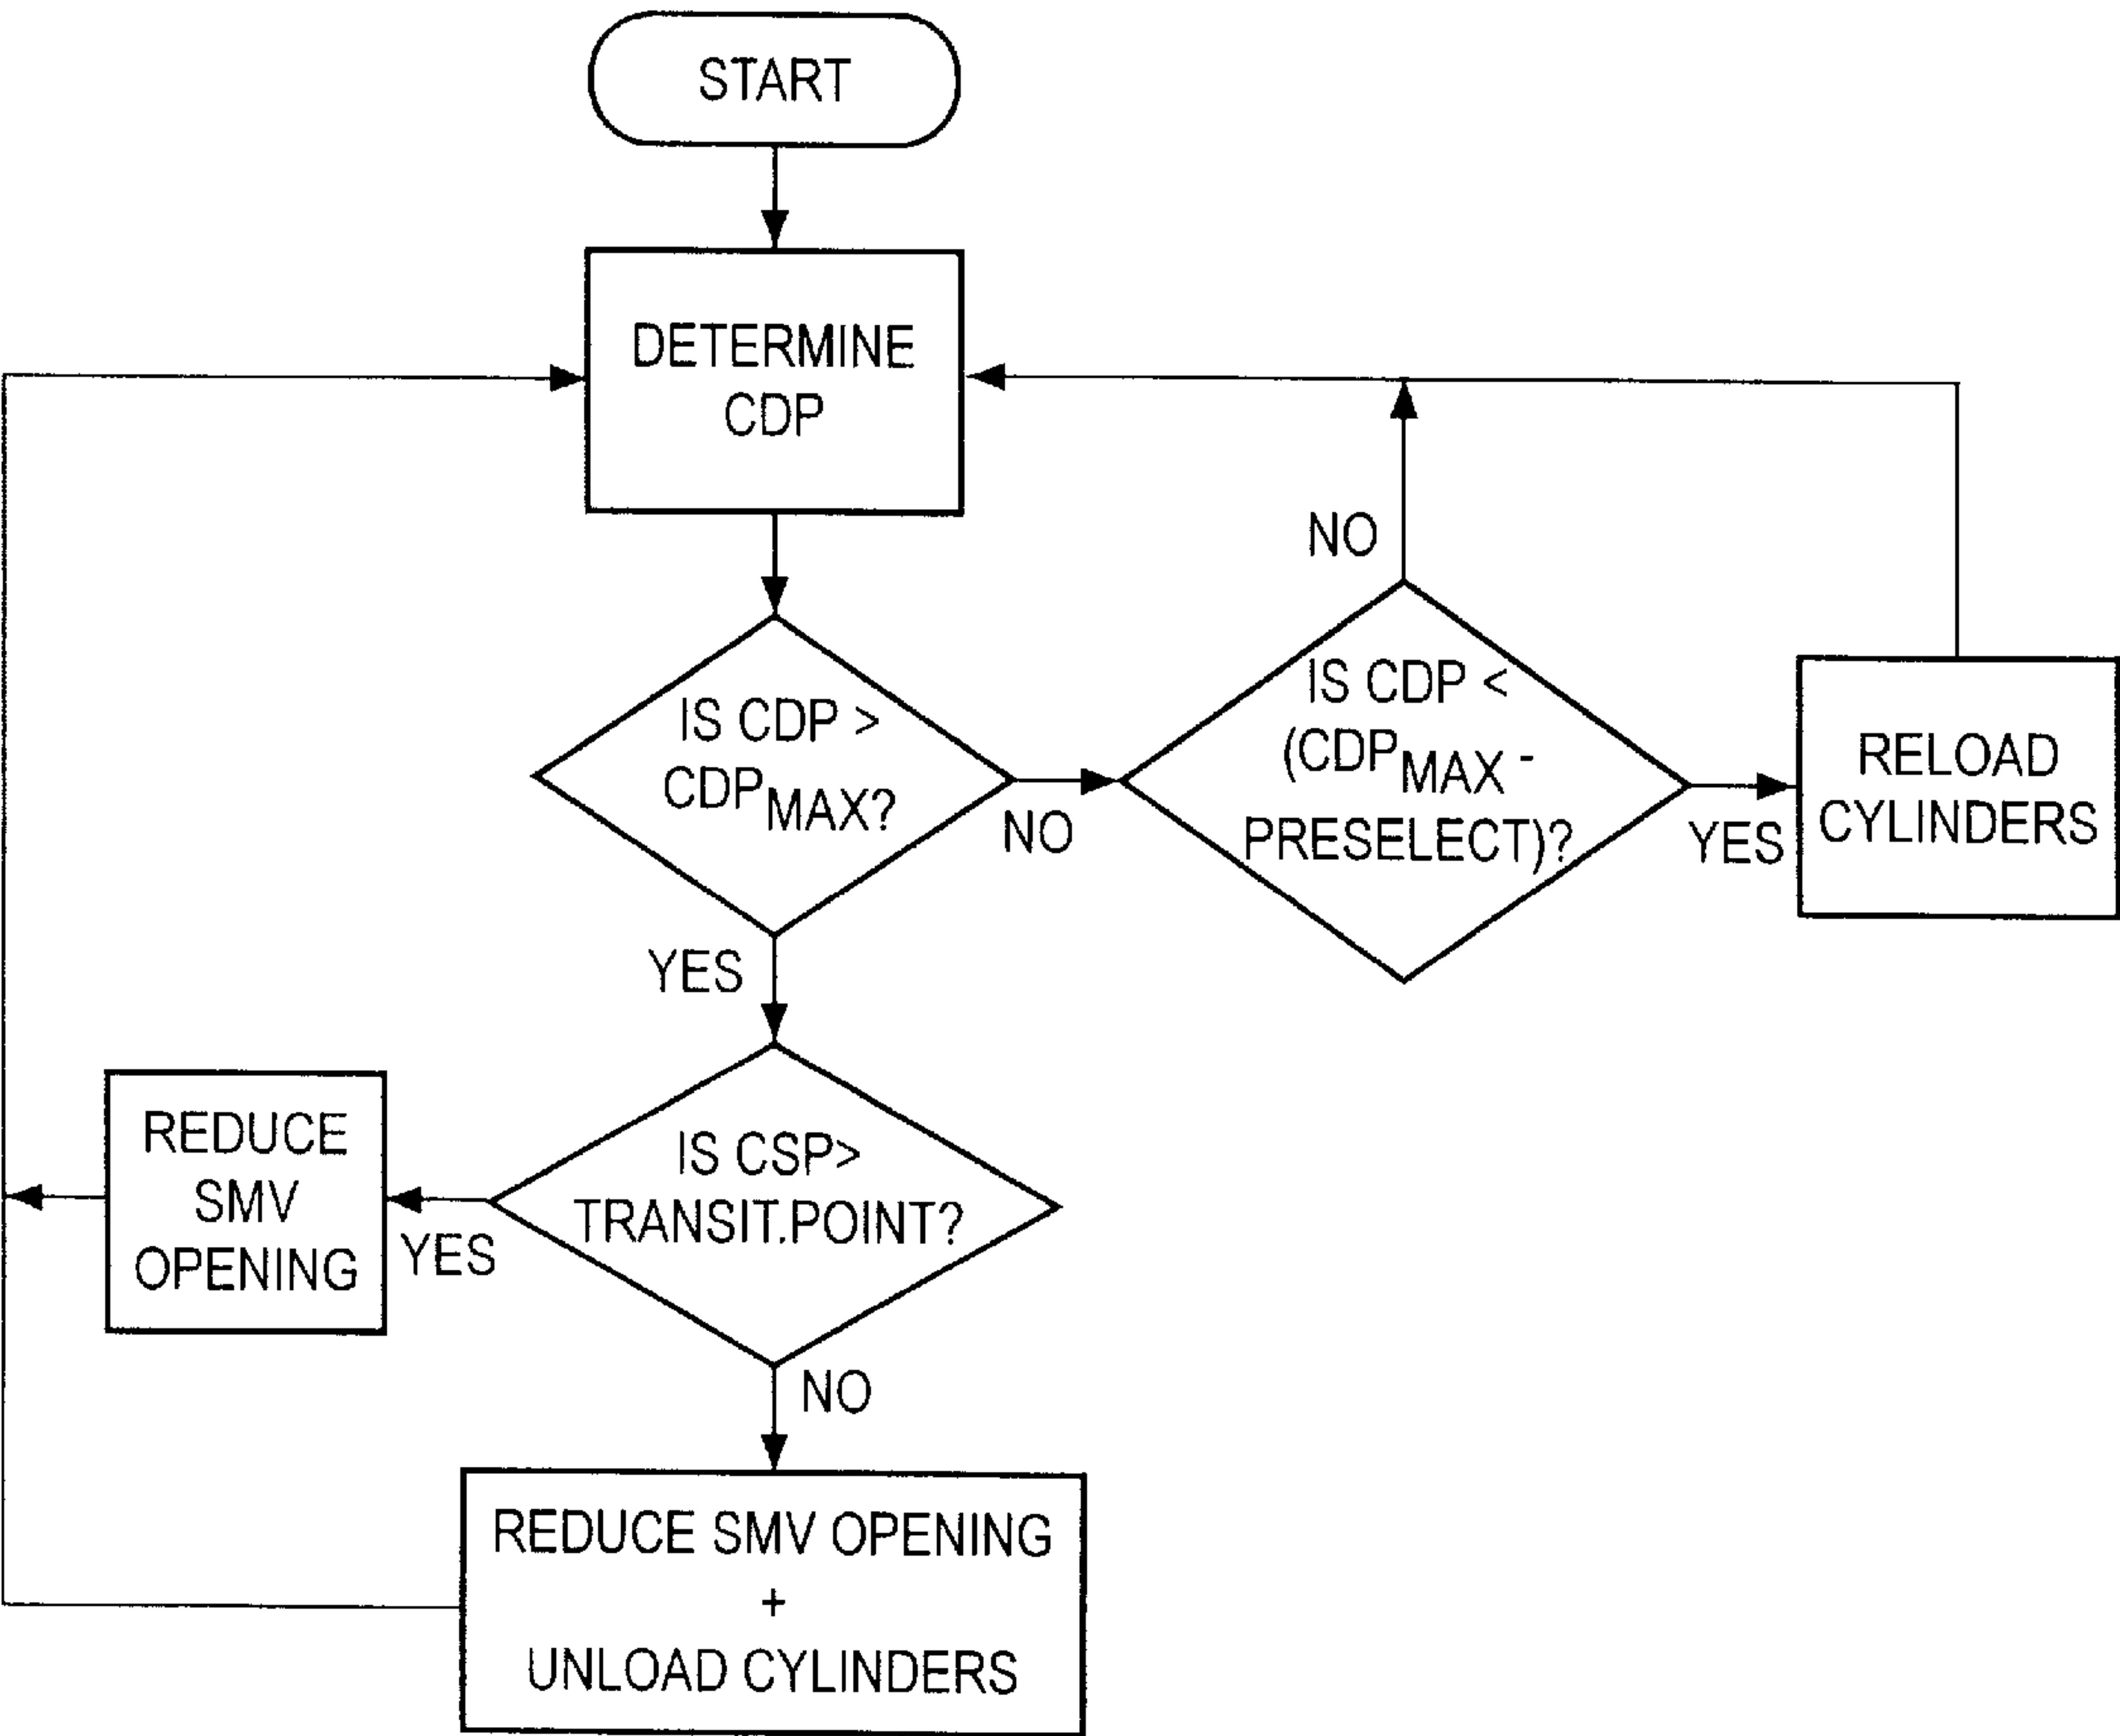 START
DETERMINE
CDP
NO
IS CDP >
CDPMAX?
NO
IS CDP <
(CDPMAX -
PRESELECT)?
YES
RELOAD
CYLINDERS
YES
IS CSP>
TRANSIT.POINT?
YES
REDUCE
SMV
OPENING
NO
REDUCE SMV OPENING
+
UNLOAD CYLINDERS